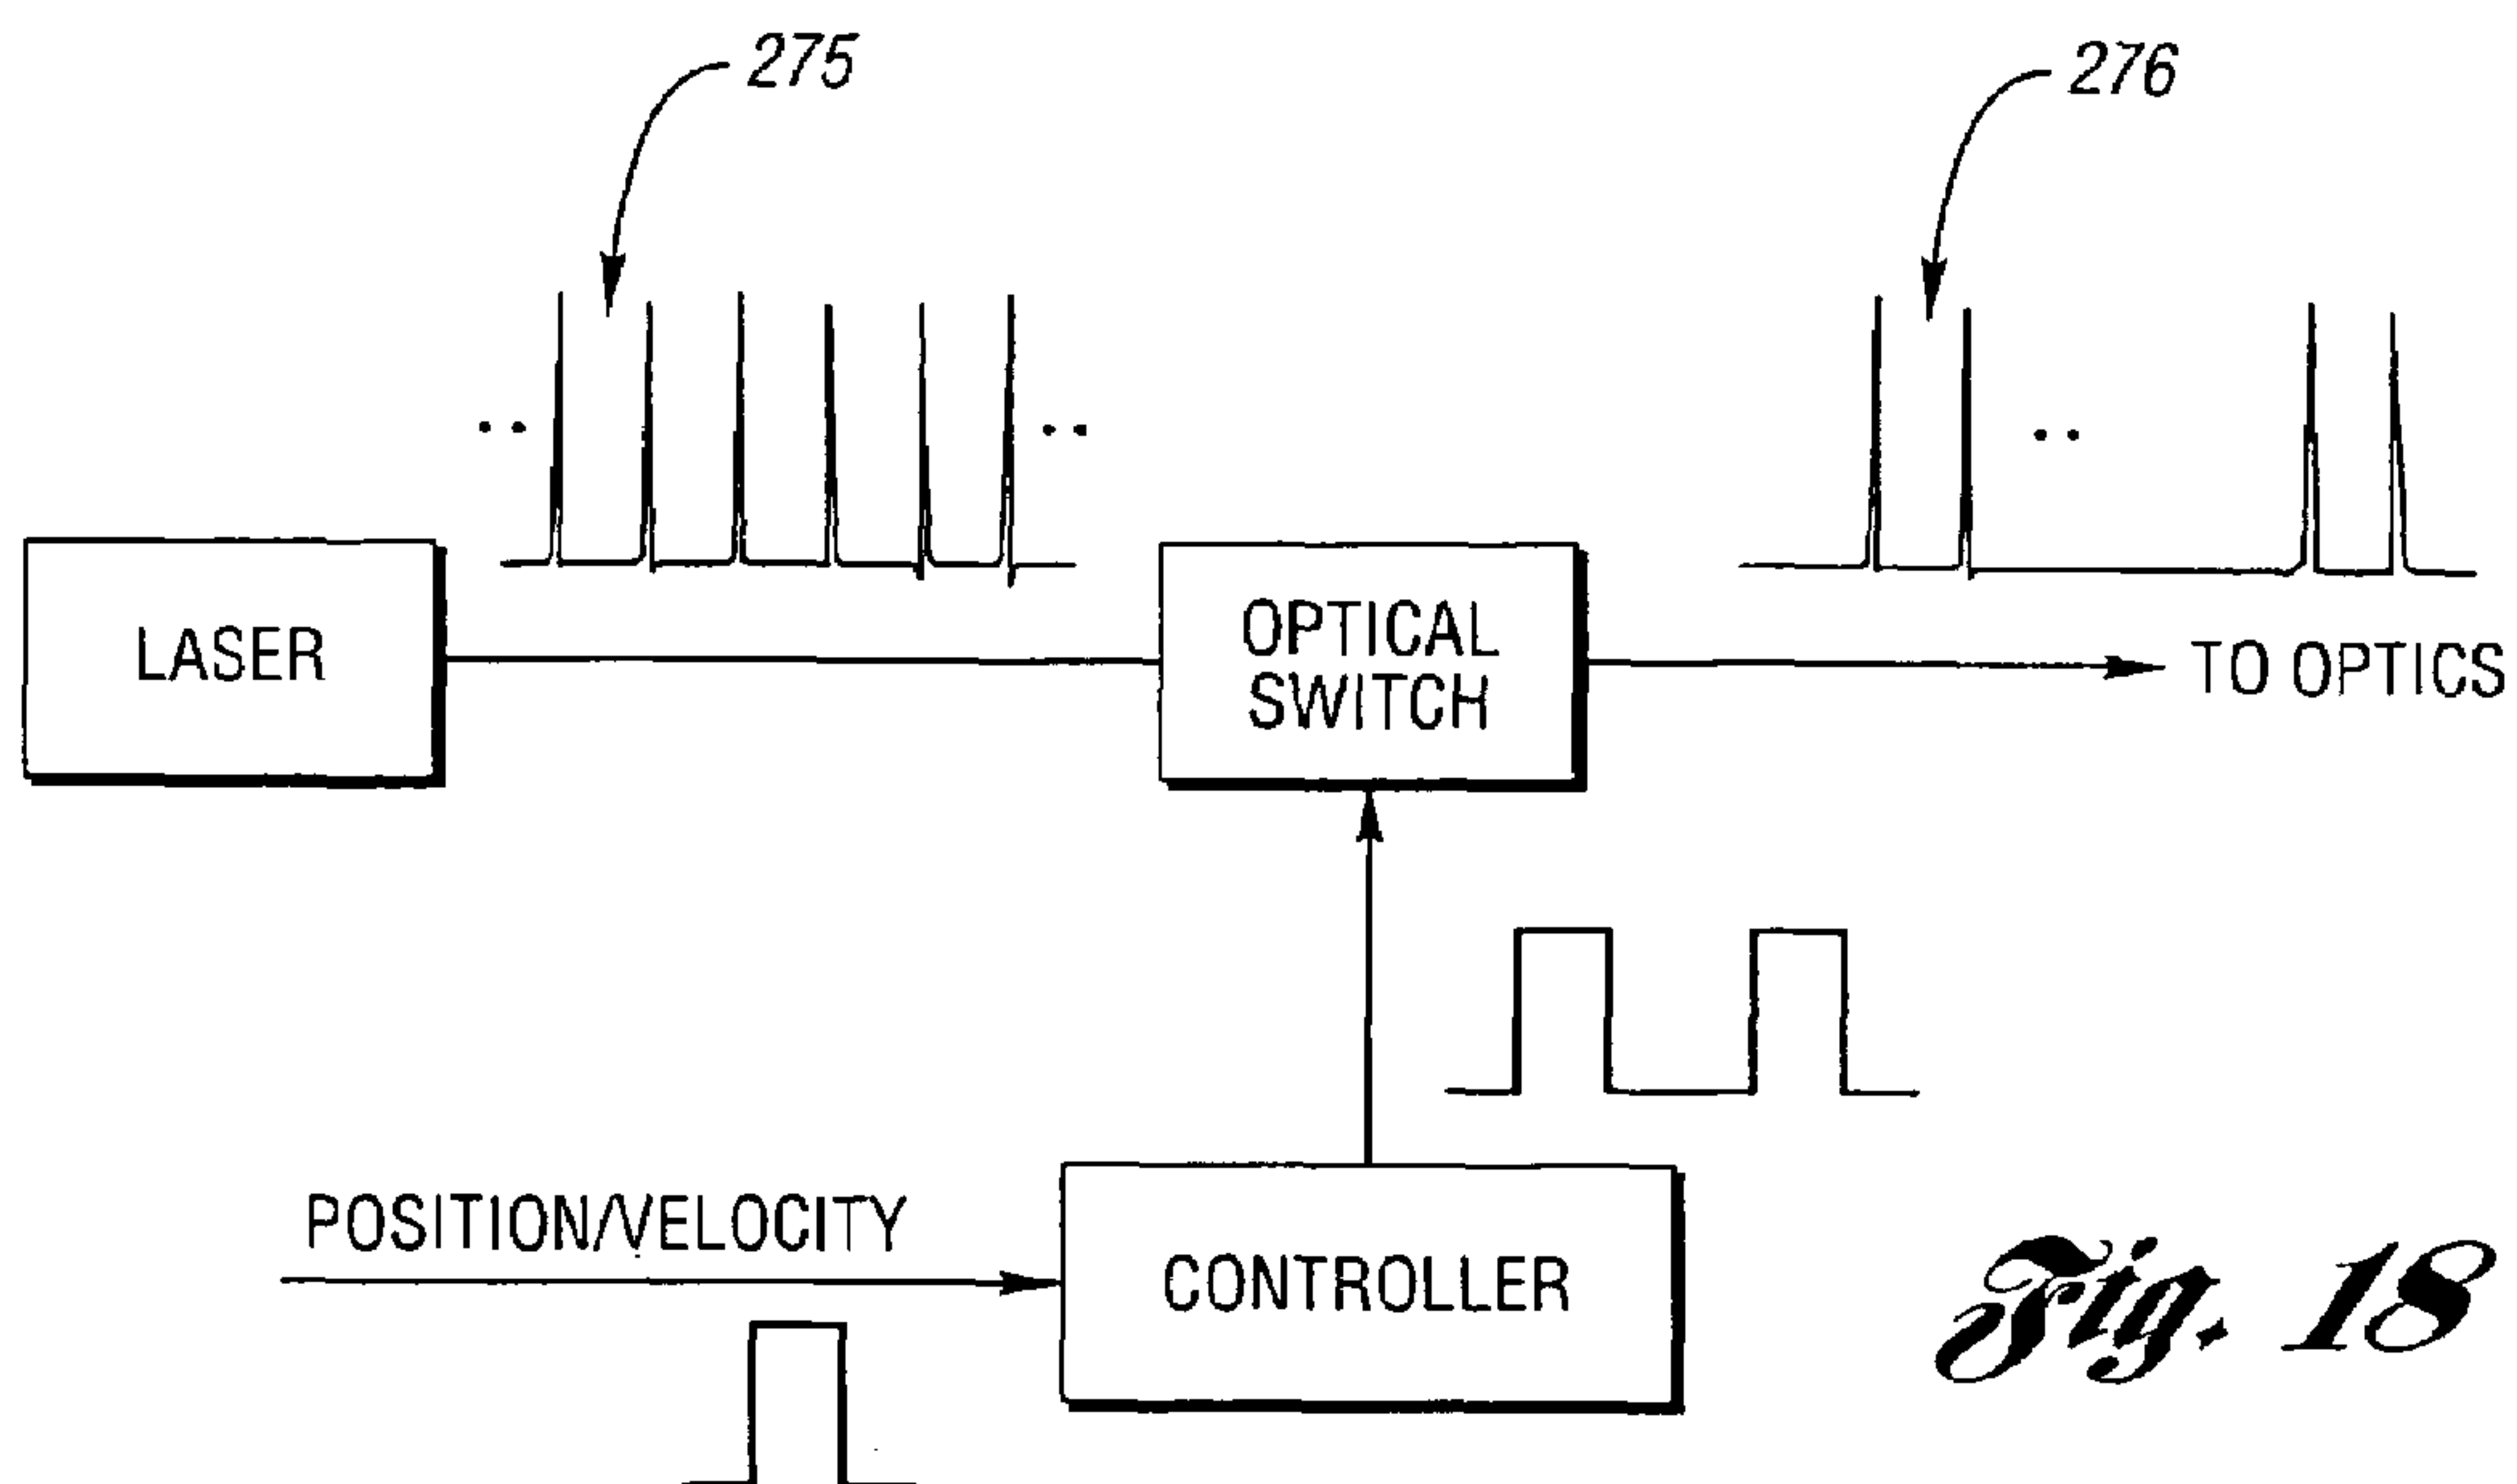 275
276
LASER
OPTICAL
SWITCH
TO OPTICS
POSITION/VELOCITY
CONTROLLER
Fig. 18